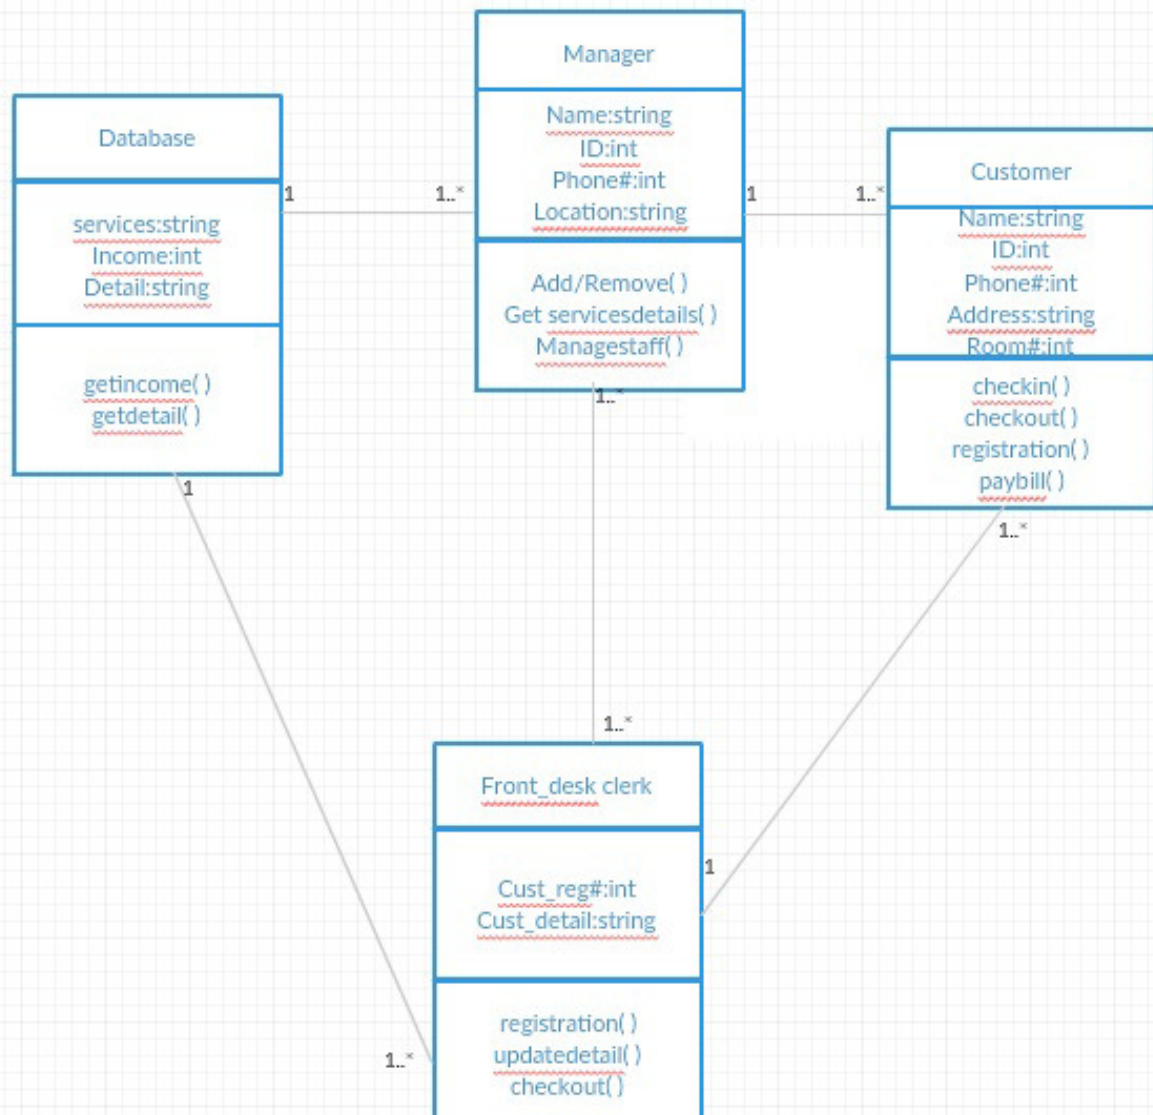 Manager
Name:string
ID:int
Phone#:int
Location:string
Add/Remove( )
Get servicesdetails( )
Managestaff( )
Database
services:string
Income:int
Detail:string
getincome( )
getdetail( )
Customer
Name:string
ID:int
Phone#:int
Address:string
Room#:int
checkin( )
checkout( )
registration( )
paybill( )
1
1..*
1
1..*
1..*
1
1..*
1..*
1
1..*
Front_desk clerk
Cust_reg#:int
Cust_detail:string
registration( )
updatedetail( )
checkout( )